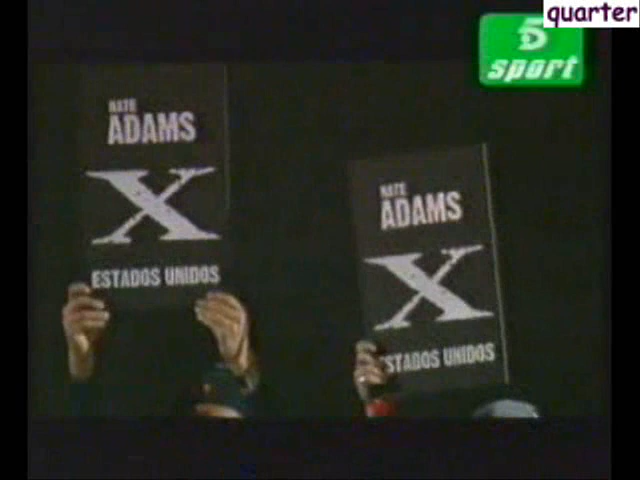 quarter
5
sport
NATE
ADAMS
X
ESTADOS UNIDOS
NATE
ADAMS
X
ESTADOS UNIDOS